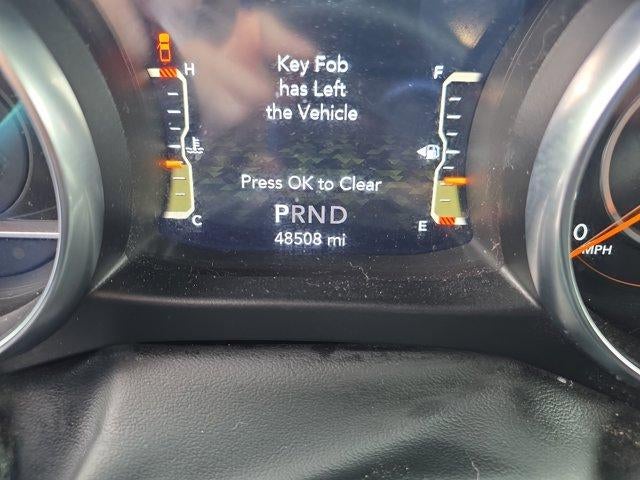 H
Key Fob
F
has Left
the Vehicle
Press OK to Clear
PRND
C
E
48508 mi
0
MPH